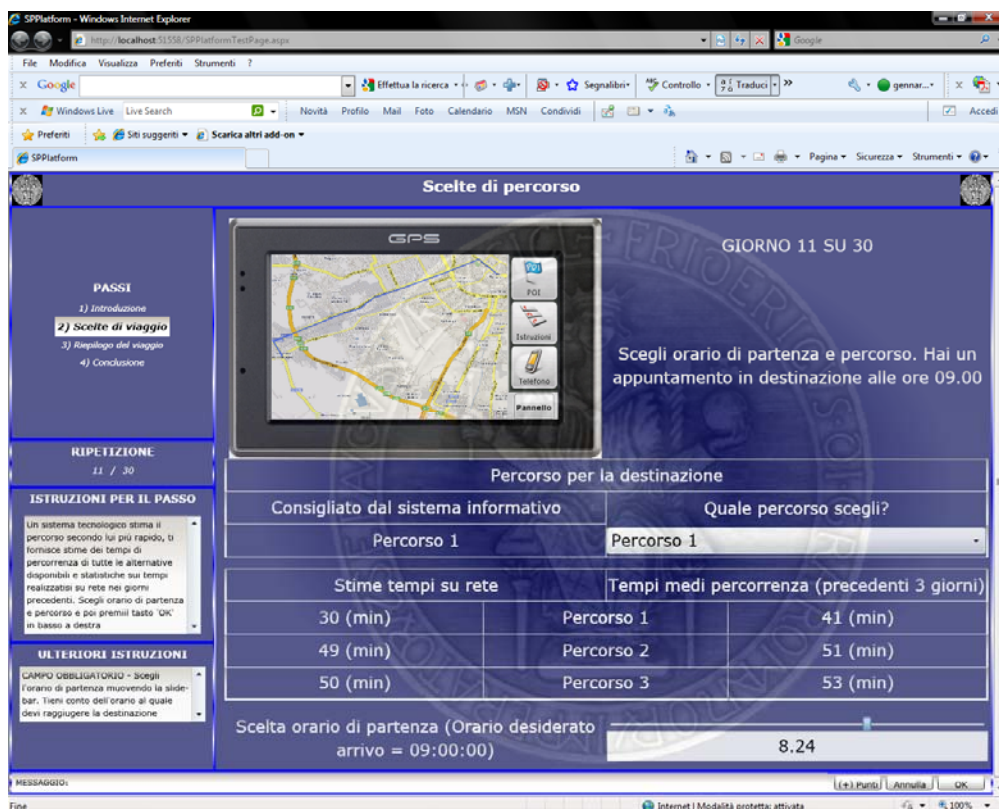 SPPlatform - Windows Internet Explorer
http://localhost:51558/SPPlatformTestPage.aspx
Google
File Modifica Visualizza Preferiti Strumenti ?
x Google
Effettua la ricerca
Segnalibri
Controllo
Traduci
»
gennar...
x
x Windows Live Live Search
Novità Profilo Mail Foto Calendario MSN Condividi
Accedi
Preferiti
Siti suggeriti
Scarica altri add-on
SPPlatform
Pagina Sicurezza Strumenti
Scelte di percorso
PASSI
1) Introduzione
2) Scelte di viaggio
3) Riepilogo del viaggio
4) Conclusione
RIPETIZIONE
11 / 30
ISTRUZIONI PER IL PASSO
Un sistema tecnologico stima il
percorso secondo lui più rapido, ti
fornisce stime dei tempi di
percorrenza di tutte le alternative
disponibili e statistiche sui tempi
realizzatisi su rete nei giorni
precedenti. Scegli orario di partenza
e percorso e poi premiil tasto 'OK'
in basso a destra
ULTERIORI ISTRUZIONI
CAMPO OBBLIGATORIO - Scegli
l'orario di partenza muovendo la slide-
bar. Tieni conto dell'orario al quale
devi raggiugere la destinazione
GPS
POI
Istruzioni
Telefono
Pannello
GIORNO 11 SU 30
Scegli orario di partenza e percorso. Hai un
appuntamento in destinazione alle ore 09.00
Percorso per la destinazione
Consigliato dal sistema informativo Quale percorso scegli?
Percorso 1 Percorso 1
Stime tempi su rete Tempi medi percorrenza (precedenti 3 giorni)
30 (min) Percorso 1 41 (min)
49 (min) Percorso 2 51 (min)
50 (min) Percorso 3 53 (min)
Scelta orario di partenza (Orario desiderato
arrivo = 09:00:00)
8.24
MESSAGGIO:
(+) Punti Annulla OK
Fine
Internet | Modalità protetta: attivata
100%